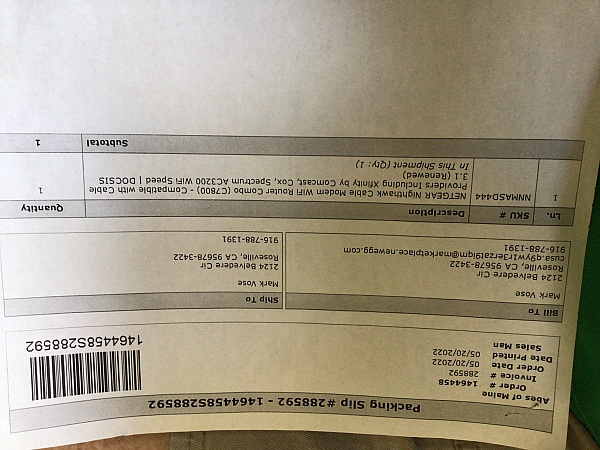 Packing Slip # 288592 - 1464458S288592
Abes of Maine
Order # 1464458
Invoice # 288592
Order Date 05/20/2022
Date Printed 05/20/2022
Sales Man
1464458S288592
Bill To
Mark Vose
2124 Belvedere Cir
Roseville, CA 95678-3422
cusa.q9yw1rderzat9iqm@marketplace.newegg.com
916-788-1391
Ship To
Mark Vose
2124 Belvedere Cir
Roseville, CA 95678-3422
916-788-1391
Ln. SKU # Description Quantity
1 NNMASD444 NETGEAR Nighthawk Cable Modem WiFi Router Combo (C7800) - Compatible with Cable 1
Providers Including Xfinity by Comcast, Cox, Spectrum AC3200 WiFi Speed | DOCSIS
3.1 (Renewed)
In This Shipment (Qty: 1)
Subtotal 1